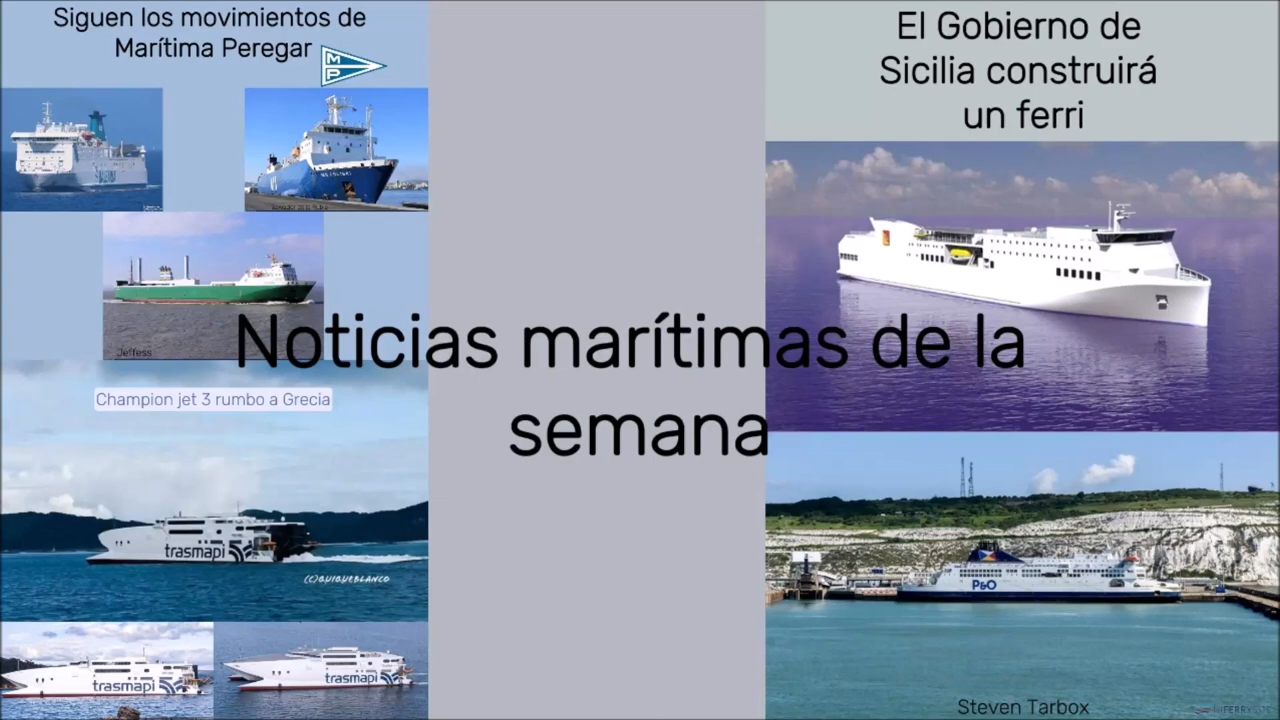 Siguen los movimientos de
Marítima Peregar
M
P
El Gobierno de
Sicilia construirá
un ferri
Jeffess
Noticias marítimas de la
semana
Champion jet 3 rumbo a Grecia
trasmapi
(C)QUIQUEBLANCO
P&O
trasmapi
trasmapi
Steven Tarbox